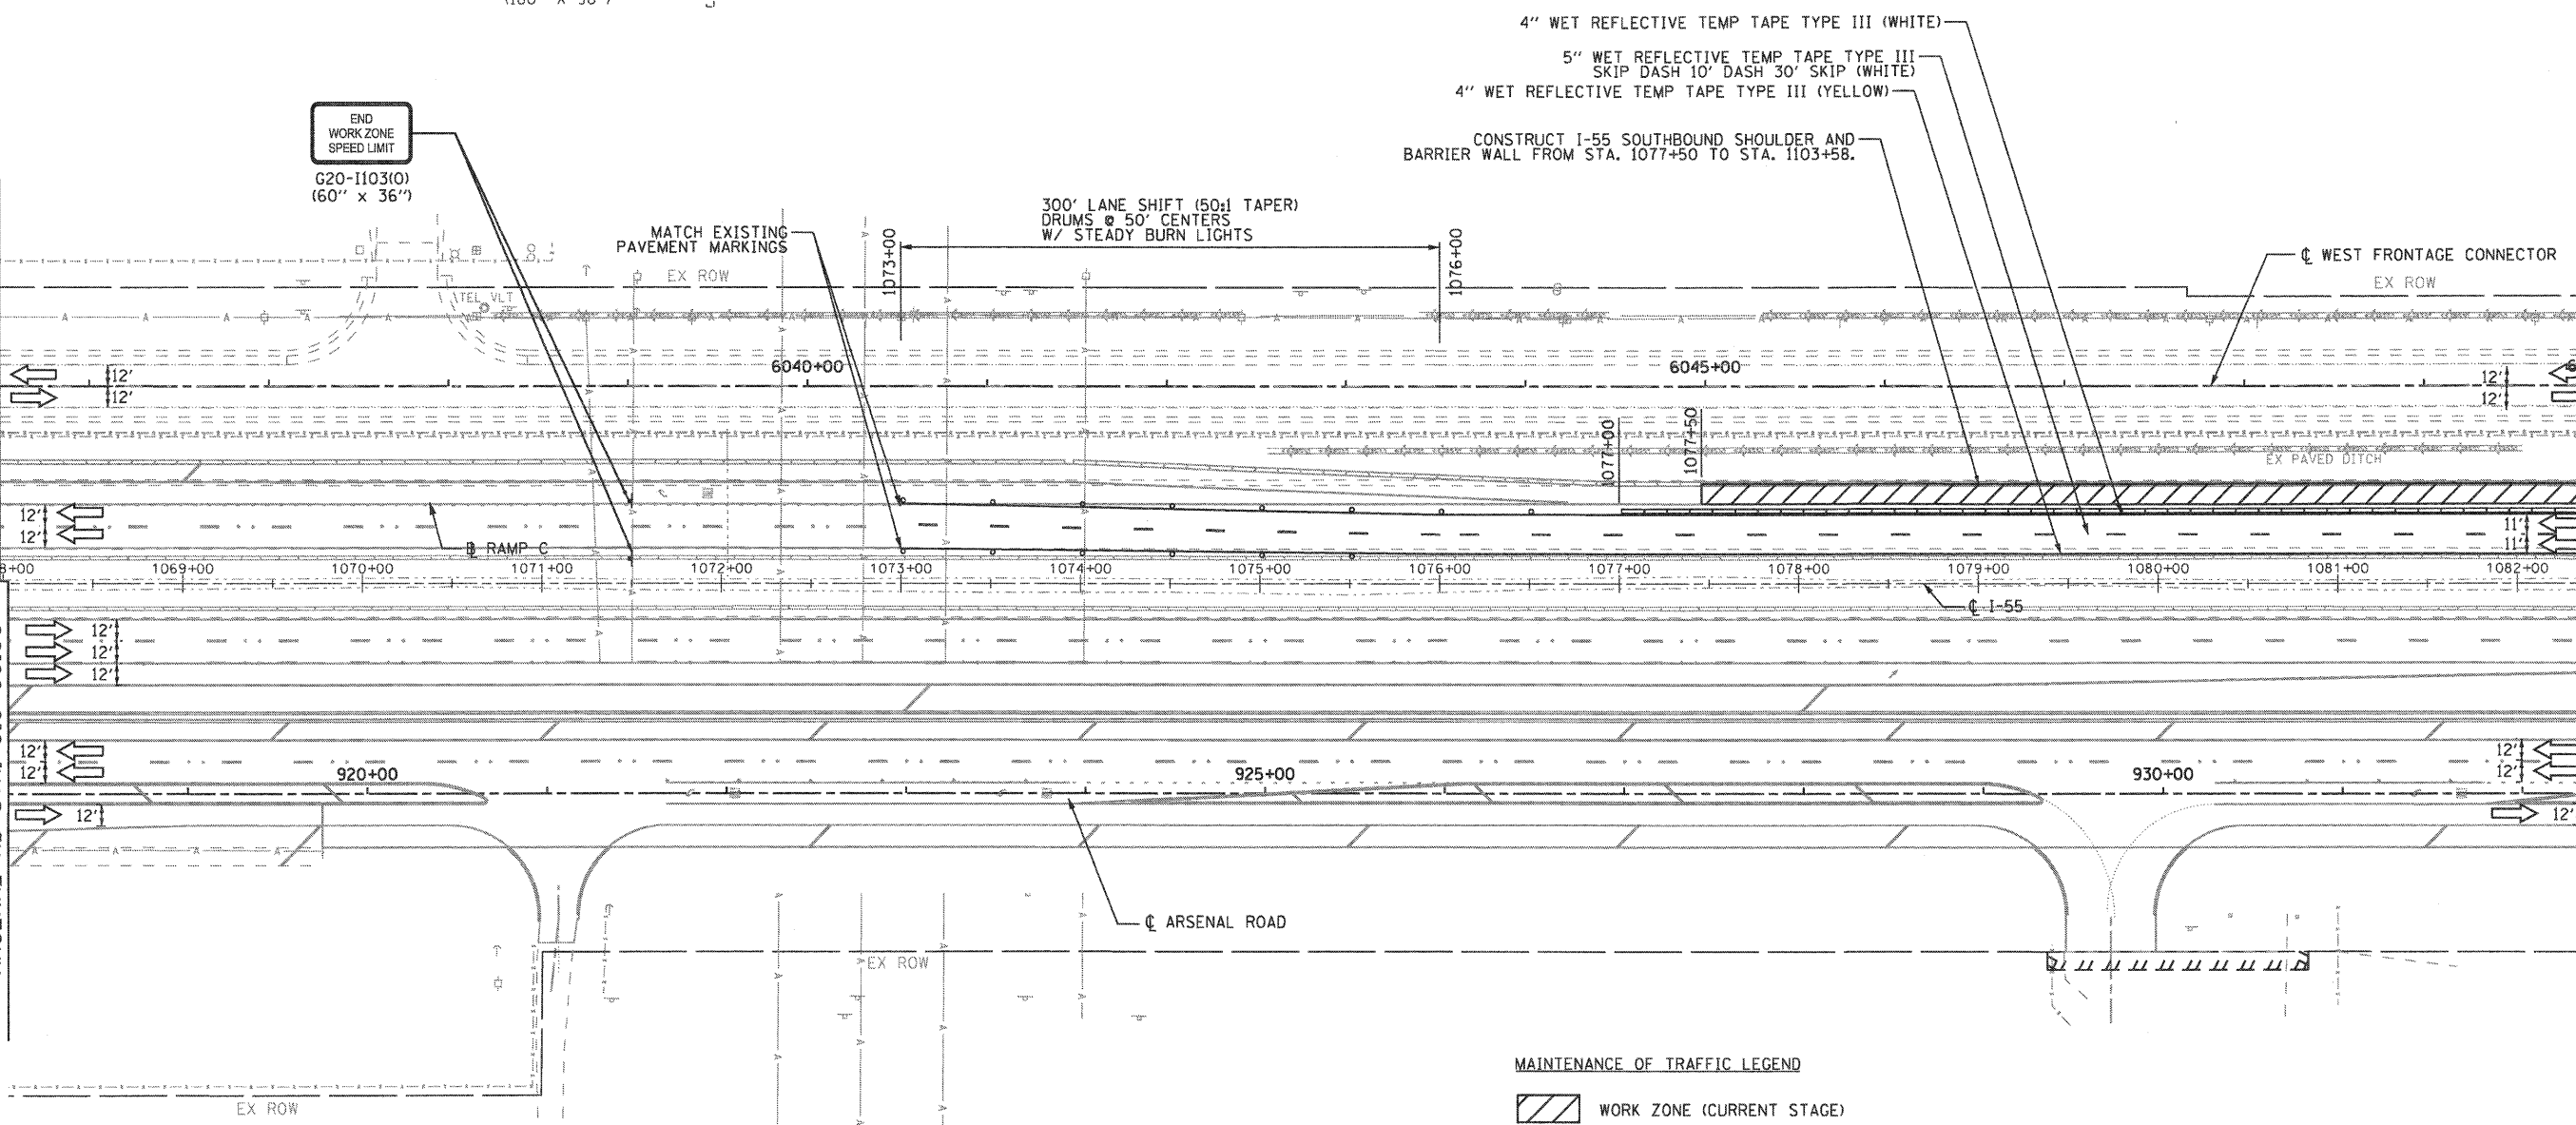 4" WET REFLECTIVE TEMP TAPE TYPE III (WHITE)
5" WET REFLECTIVE TEMP TAPE TYPE III
SKIP DASH 10' DASH 30' SKIP (WHITE)
4" WET REFLECTIVE TEMP TAPE TYPE III (YELLOW)
CONSTRUCT I-55 SOUTHBOUND SHOULDER AND
BARRIER WALL FROM STA. 1077+50 TO STA. 1103+58.
END
WORK ZONE
SPEED LIMIT
G20-I103(O)
(60" x 36")
MATCH EXISTING
PAVEMENT MARKINGS
300' LANE SHIFT (50:1 TAPER)
DRUMS @ 50' CENTERS
W/ STEADY BURN LIGHTS
1073+00
1076+00
℄ WEST FRONTAGE CONNECTOR
EX ROW
EX ROW
TEL VLT
6040+00
6045+00
12'
12'
12'
12'
1077+00
1077+50
EX PAVED DITCH
12'
12'
11'
11'
RAMP C
1069+00
1070+00
1071+00
1072+00
1073+00
1074+00
1075+00
1076+00
1077+00
1078+00
1079+00
1080+00
1081+00
1082+00
℄ I-55
12'
12'
12'
12'
12'
12'
12'
920+00
925+00
930+00
12'
12'
℄ ARSENAL ROAD
EX ROW
EX ROW
MAINTENANCE OF TRAFFIC LEGEND
WORK ZONE (CURRENT STAGE)